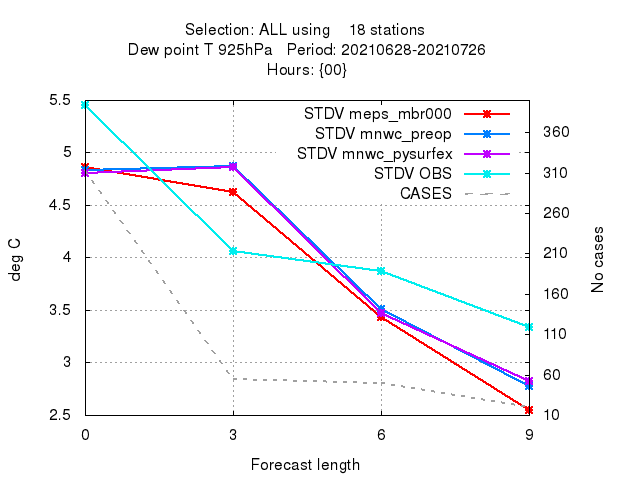 Selection: ALL using    18 stations
Dew point T 925hPa   Period: 20210628-20210726
Hours: {00}
STDV meps_mbr000
STDV mnwc_preop
STDV mnwc_pysurfex
STDV OBS
CASES
5.5
5
4.5
4
3.5
3
2.5
deg C
360
310
260
210
160
110
60
10
No cases
0 3 6 9
Forecast length